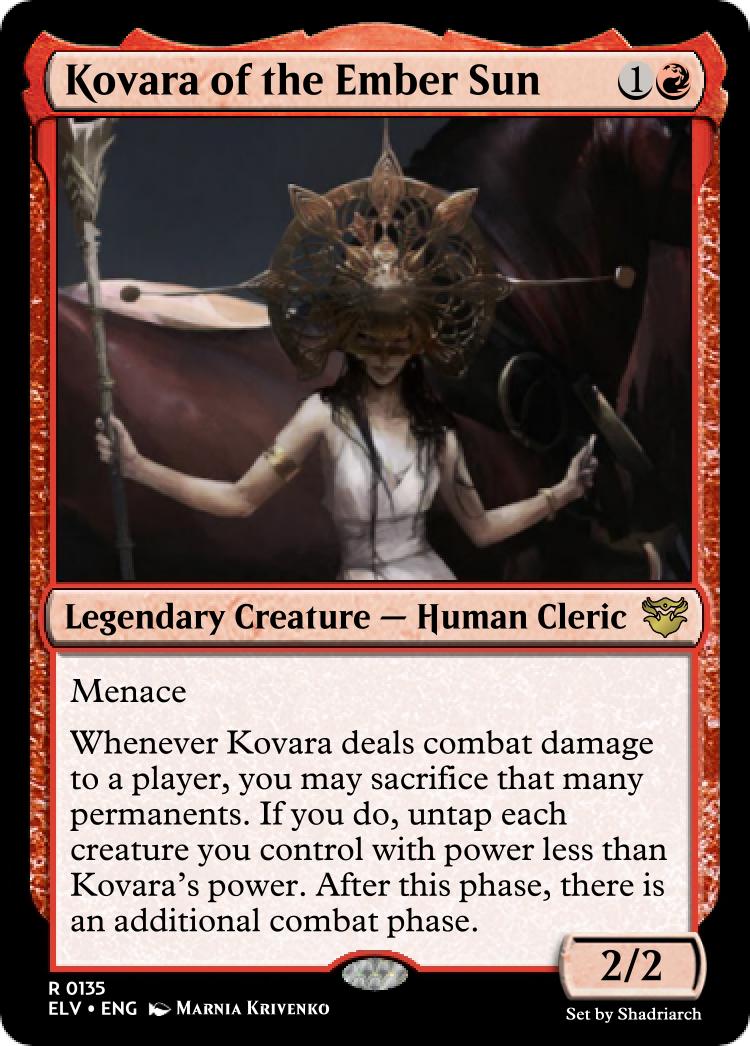 Kovara of the Ember Sun 1
Legendary Creature — Human Cleric
Menace
Whenever Kovara deals combat damage
to a player, you may sacrifice that many
permanents. If you do, untap each
creature you control with power less than
Kovara’s power. After this phase, there is
an additional combat phase.
2/2
R 0135
ELV • ENG Marnia Krivenko
Set by Shadriarch